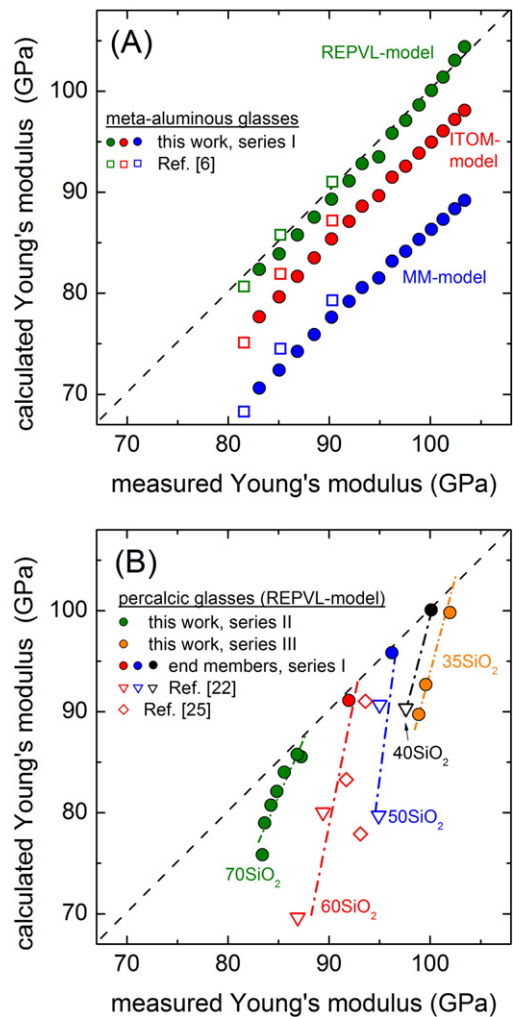 (A)
REPVL-model
meta-aluminous glasses
this work, series I
Ref. [6]
ITOM-
model
MM-model
100
90
80
70
calculated Young's modulus (GPa)
70 80 90 100
measured Young's modulus (GPa)
(B)
percalcic glasses (REPVL-model)
this work, series II
this work, series III
end members, series I
Ref. [22]
Ref. [25]
35SiO₂
40SiO₂
50SiO₂
70SiO₂
60SiO₂
100
90
80
70
calculated Young's modulus (GPa)
70 80 90 100
measured Young's modulus (GPa)